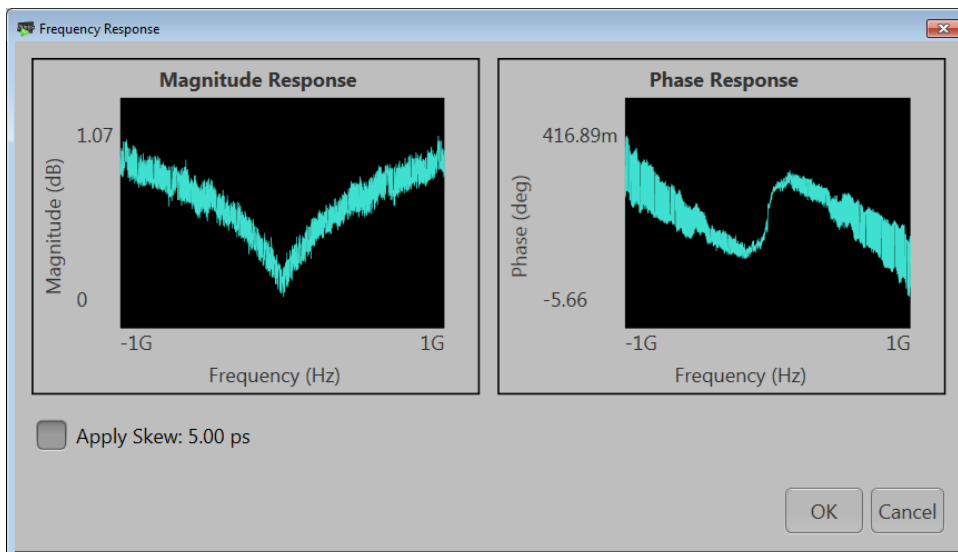 Frequency Response
Magnitude Response
1.07
Magnitude (dB)
0
-1G
1G
Frequency (Hz)
Phase Response
416.89m
Phase (deg)
-5.66
-1G
1G
Frequency (Hz)
Apply Skew: 5.00 ps
OK
Cancel